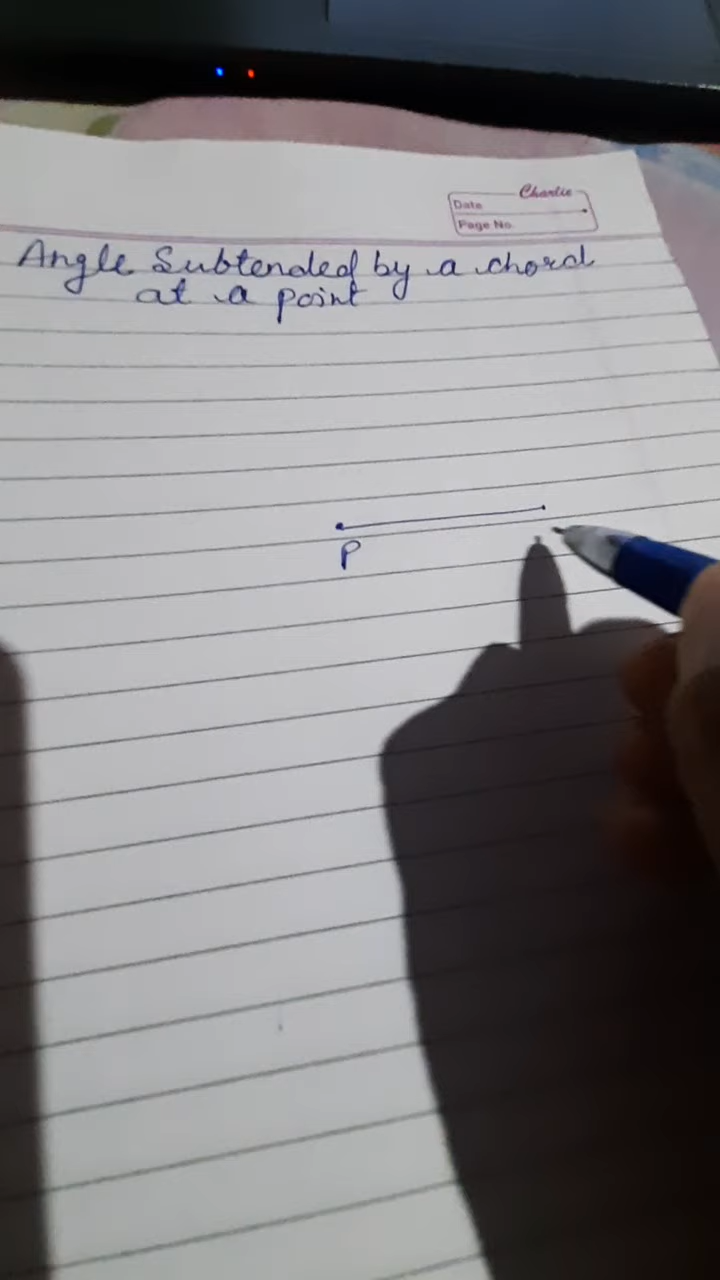 Charlie
Date
Page No.
Angle Subtended by a chord
at a point
P